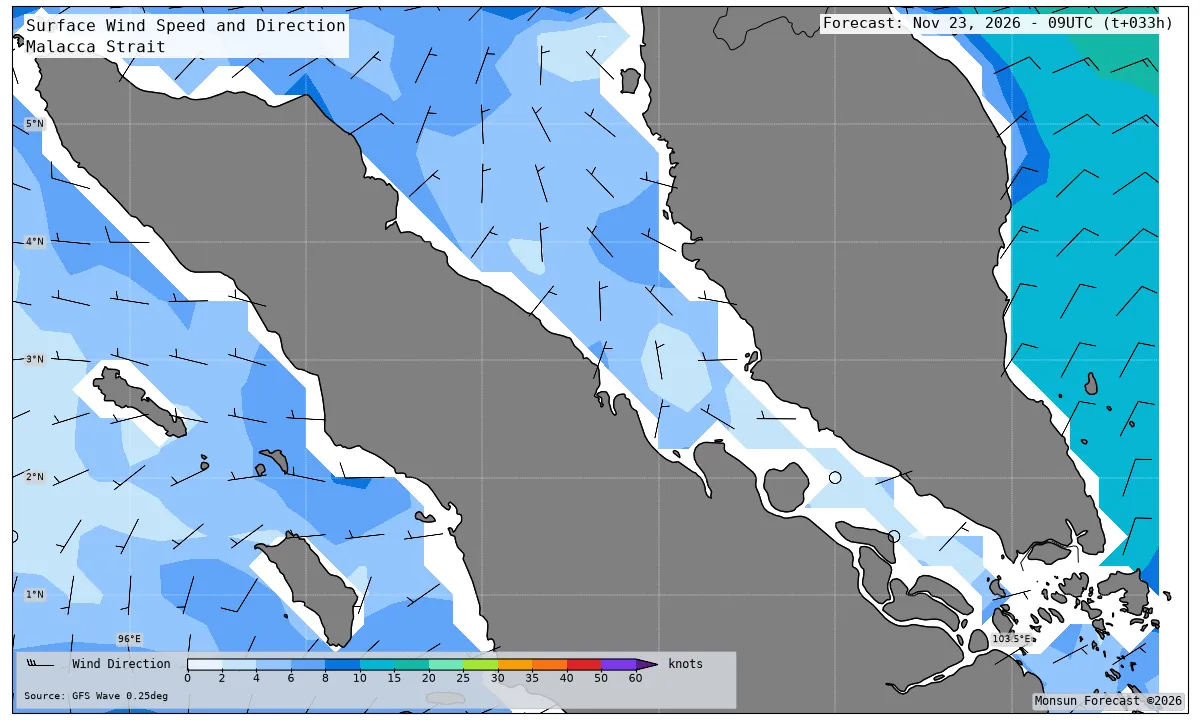 Surface Wind Speed and Direction
Malacca Strait
Forecast: Nov 23, 2026 - 09UTC (t+033h)
5°N
4°N
3°N
2°N
1°N
96°E
103.5°E
Wind Direction
knots
0 2 4 6 8 10 15 20 25 30 35 40 50 60
Source: GFS Wave 0.25deg
Monsun Forecast ©2026